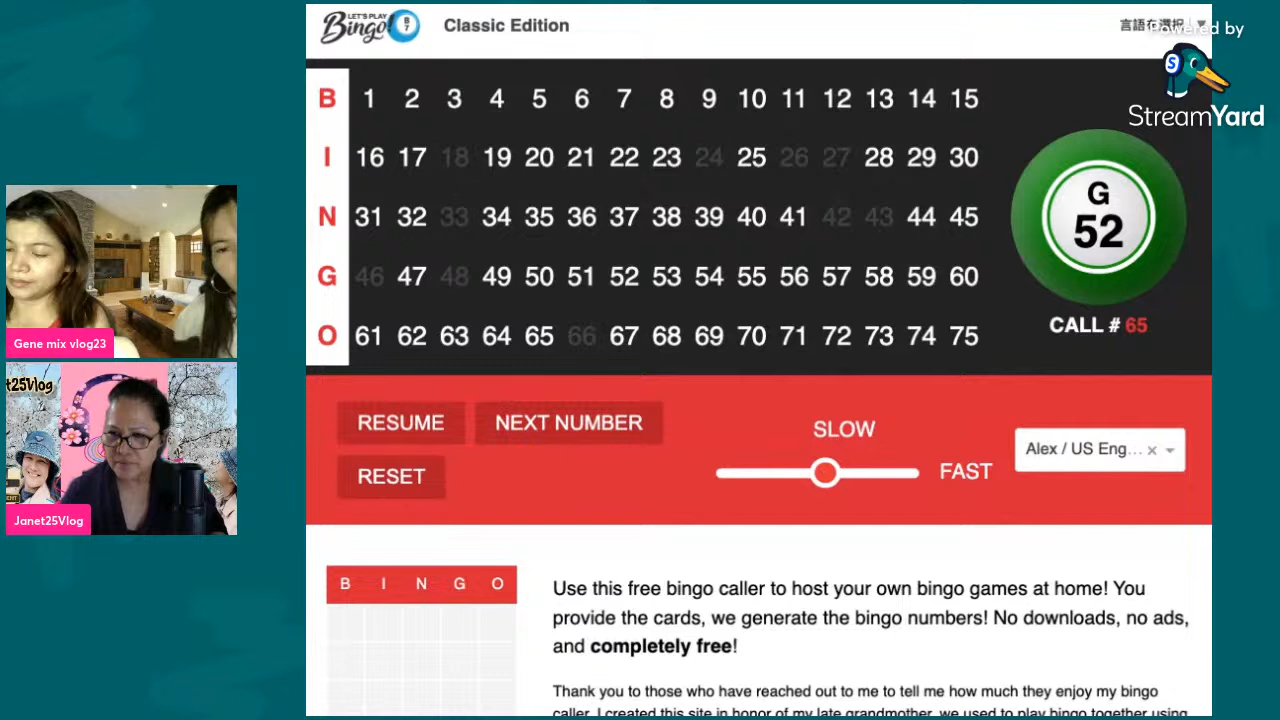 LET'S PLAY
Bingo!
B
7
Classic Edition
言語を選択 ▼
Powered by
S
StreamYard
B 1 2 3 4 5 6 7 8 9 10 11 12 13 14 15
I 16 17 18 19 20 21 22 23 24 25 26 27 28 29 30
N 31 32 33 34 35 36 37 38 39 40 41 42 43 44 45
G 46 47 48 49 50 51 52 53 54 55 56 57 58 59 60
O 61 62 63 64 65 66 67 68 69 70 71 72 73 74 75
G
52
CALL # 65
Gene mix vlog23
t25Vlog
Janet25Vlog
RESUME
NEXT NUMBER
RESET
SLOW
FAST
Alex / US Eng...
B I N G O
Use this free bingo caller to host your own bingo games at home! You
provide the cards, we generate the bingo numbers! No downloads, no ads,
and completely free!
Thank you to those who have reached out to me to tell me how much they enjoy my bingo
caller. I created this site in honor of my late grandmother, we used to play bingo together using